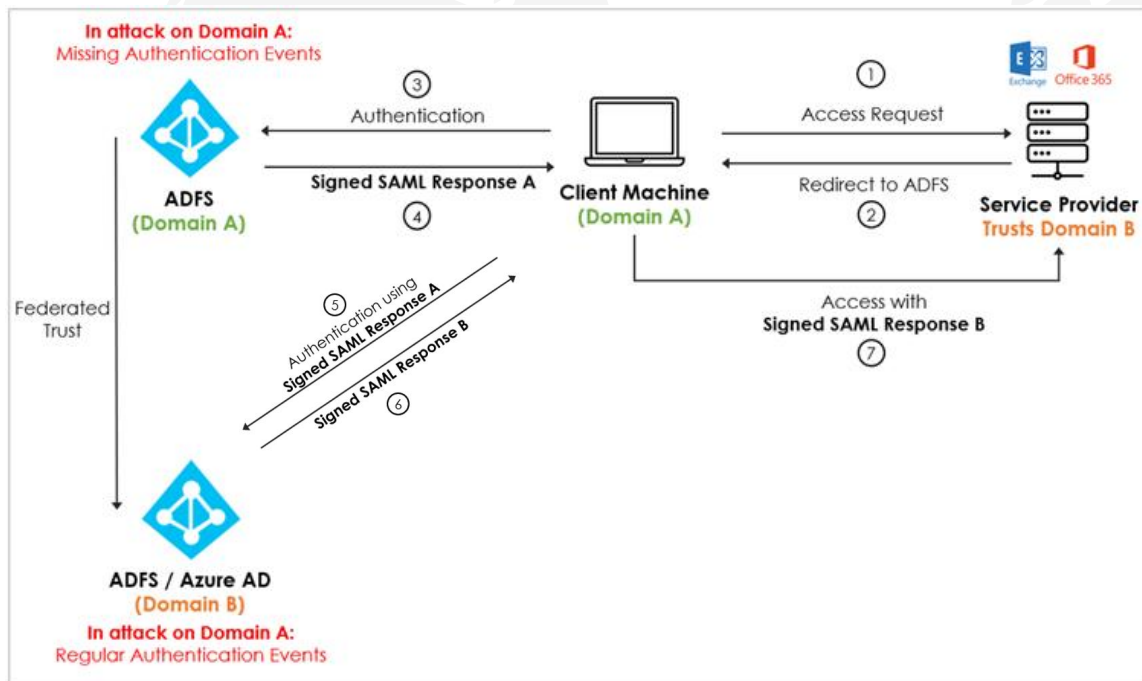 In attack on Domain A:
Missing Authentication Events
ADFS
(Domain A)
3
Authentication
Signed SAML Response A
4
Client Machine
(Domain A)
1
Access Request
Redirect to ADFS
2
E
Exchange
Office 365
Service Provider
Trusts Domain B
Federated
Trust
5
Authentication using
Signed SAML Response A
Signed SAML Response B
6
Access with
Signed SAML Response B
7
ADFS / Azure AD
(Domain B)
In attack on Domain A:
Regular Authentication Events